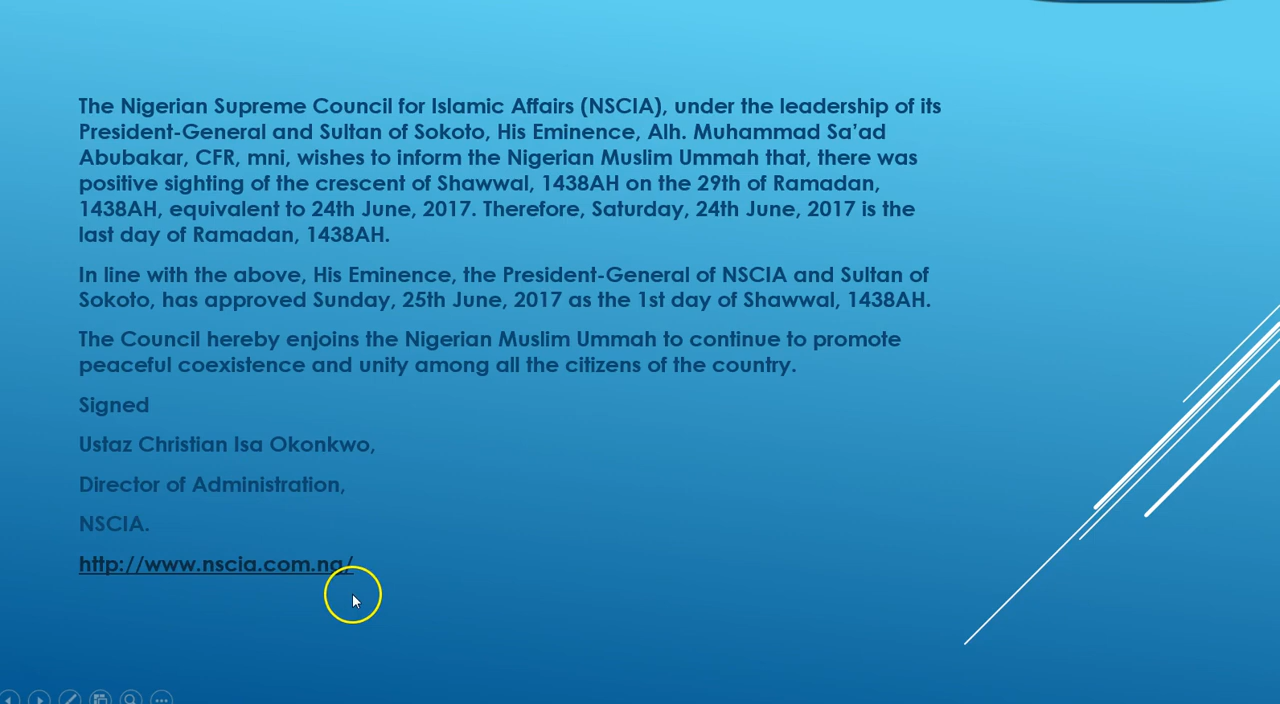 The Nigerian Supreme Council for Islamic Affairs (NSCIA), under the leadership of its
President-General and Sultan of Sokoto, His Eminence, Alh. Muhammad Sa’ad
Abubakar, CFR, mni, wishes to inform the Nigerian Muslim Ummah that, there was
positive sighting of the crescent of Shawwal, 1438AH on the 29th of Ramadan,
1438AH, equivalent to 24th June, 2017. Therefore, Saturday, 24th June, 2017 is the
last day of Ramadan, 1438AH.
In line with the above, His Eminence, the President-General of NSCIA and Sultan of
Sokoto, has approved Sunday, 25th June, 2017 as the 1st day of Shawwal, 1438AH.
The Council hereby enjoins the Nigerian Muslim Ummah to continue to promote
peaceful coexistence and unity among all the citizens of the country.
Signed
Ustaz Christian Isa Okonkwo,
Director of Administration,
NSCIA.
http://www.nscia.com.ng/